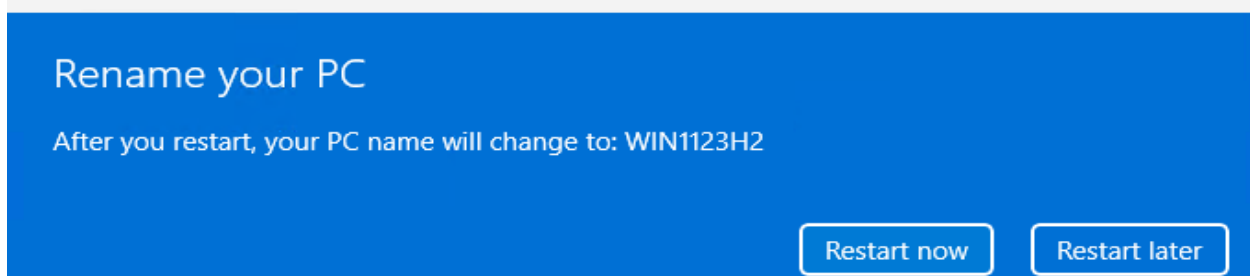 Rename your PC
After you restart, your PC name will change to: WIN1123H2
Restart now
Restart later